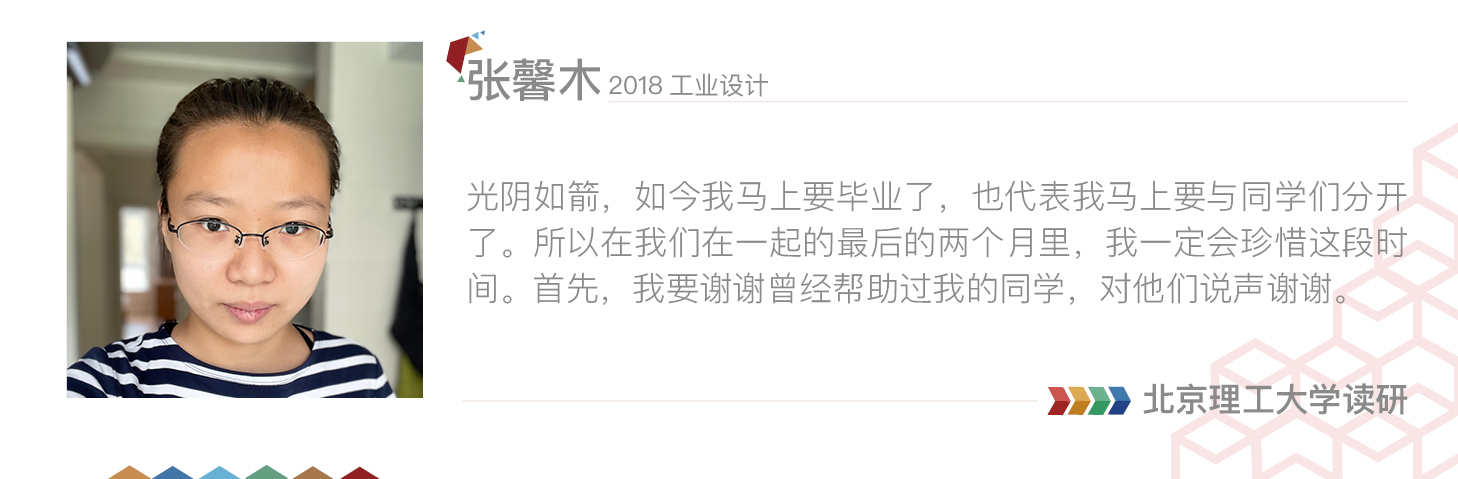 张馨木 2018 工业设计
光阴如箭，如今我马上要毕业了，也代表我马上要与同学们分开
了。所以在我们在一起的最后的两个月里，我一定会珍惜这段时
间。首先，我要谢谢曾经帮助过我的同学，对他们说声谢谢。
北京理工大学读研